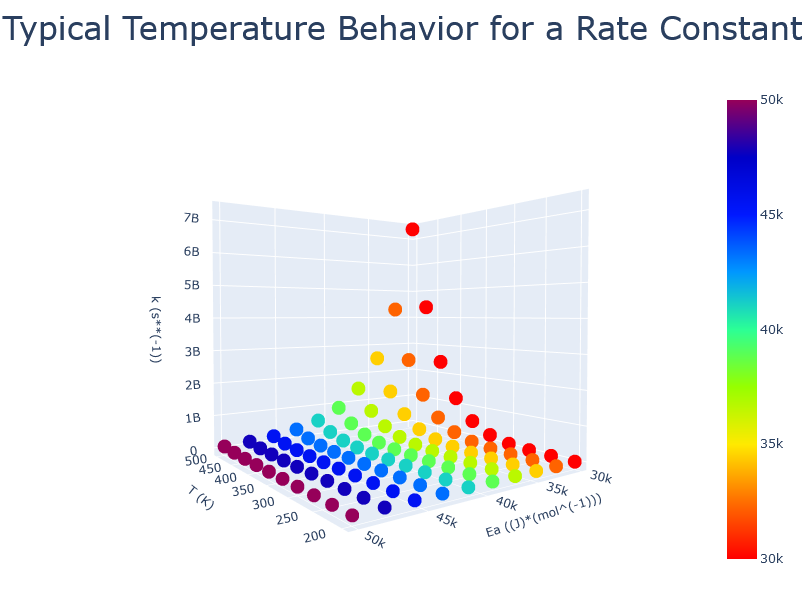 Typical Temperature Behavior for a Rate Constant
50k
45k
40k
35k
30k
7B
6B
5B
4B
3B
2B
1B
0
k (s**(-1))
500
450
400
350
300
250
200
T (K)
50k
45k
40k
35k
30k
Ea ((J)*(mol^(-1)))